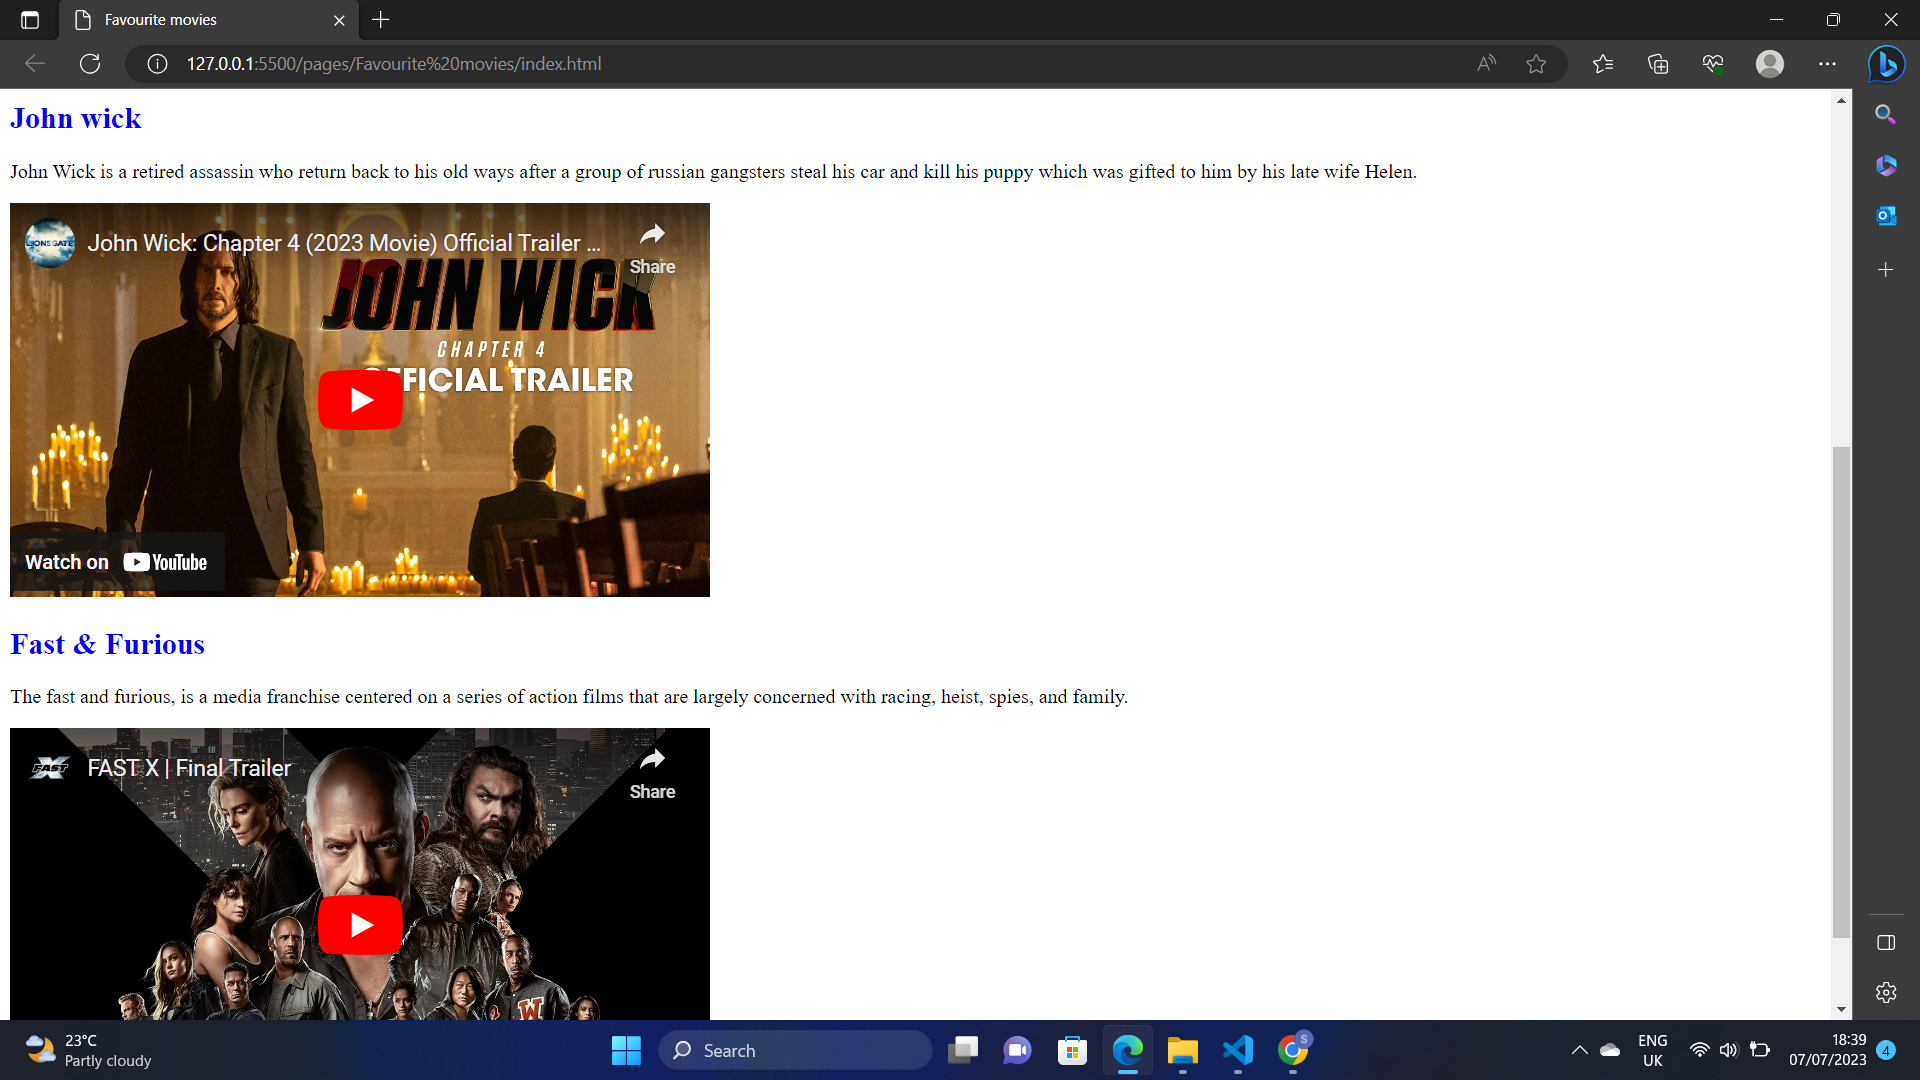 Favourite movies
127.0.0.1:5500/pages/Favourite%20movies/index.html
John wick
John Wick is a retired assassin who return back to his old ways after a group of russian gangsters steal his car and kill his puppy which was gifted to him by his late wife Helen.
LIONSGATE
John Wick: Chapter 4 (2023 Movie) Official Trailer ...
Share
JOHN WICK
CHAPTER 4
OFFICIAL TRAILER
Watch on YouTube
Fast & Furious
The fast and furious, is a media franchise centered on a series of action films that are largely concerned with racing, heist, spies, and family.
FAST X
FAST X | Final Trailer
Share
W
23°C
Partly cloudy
Search
S
ENG
UK
18:39
07/07/2023
4